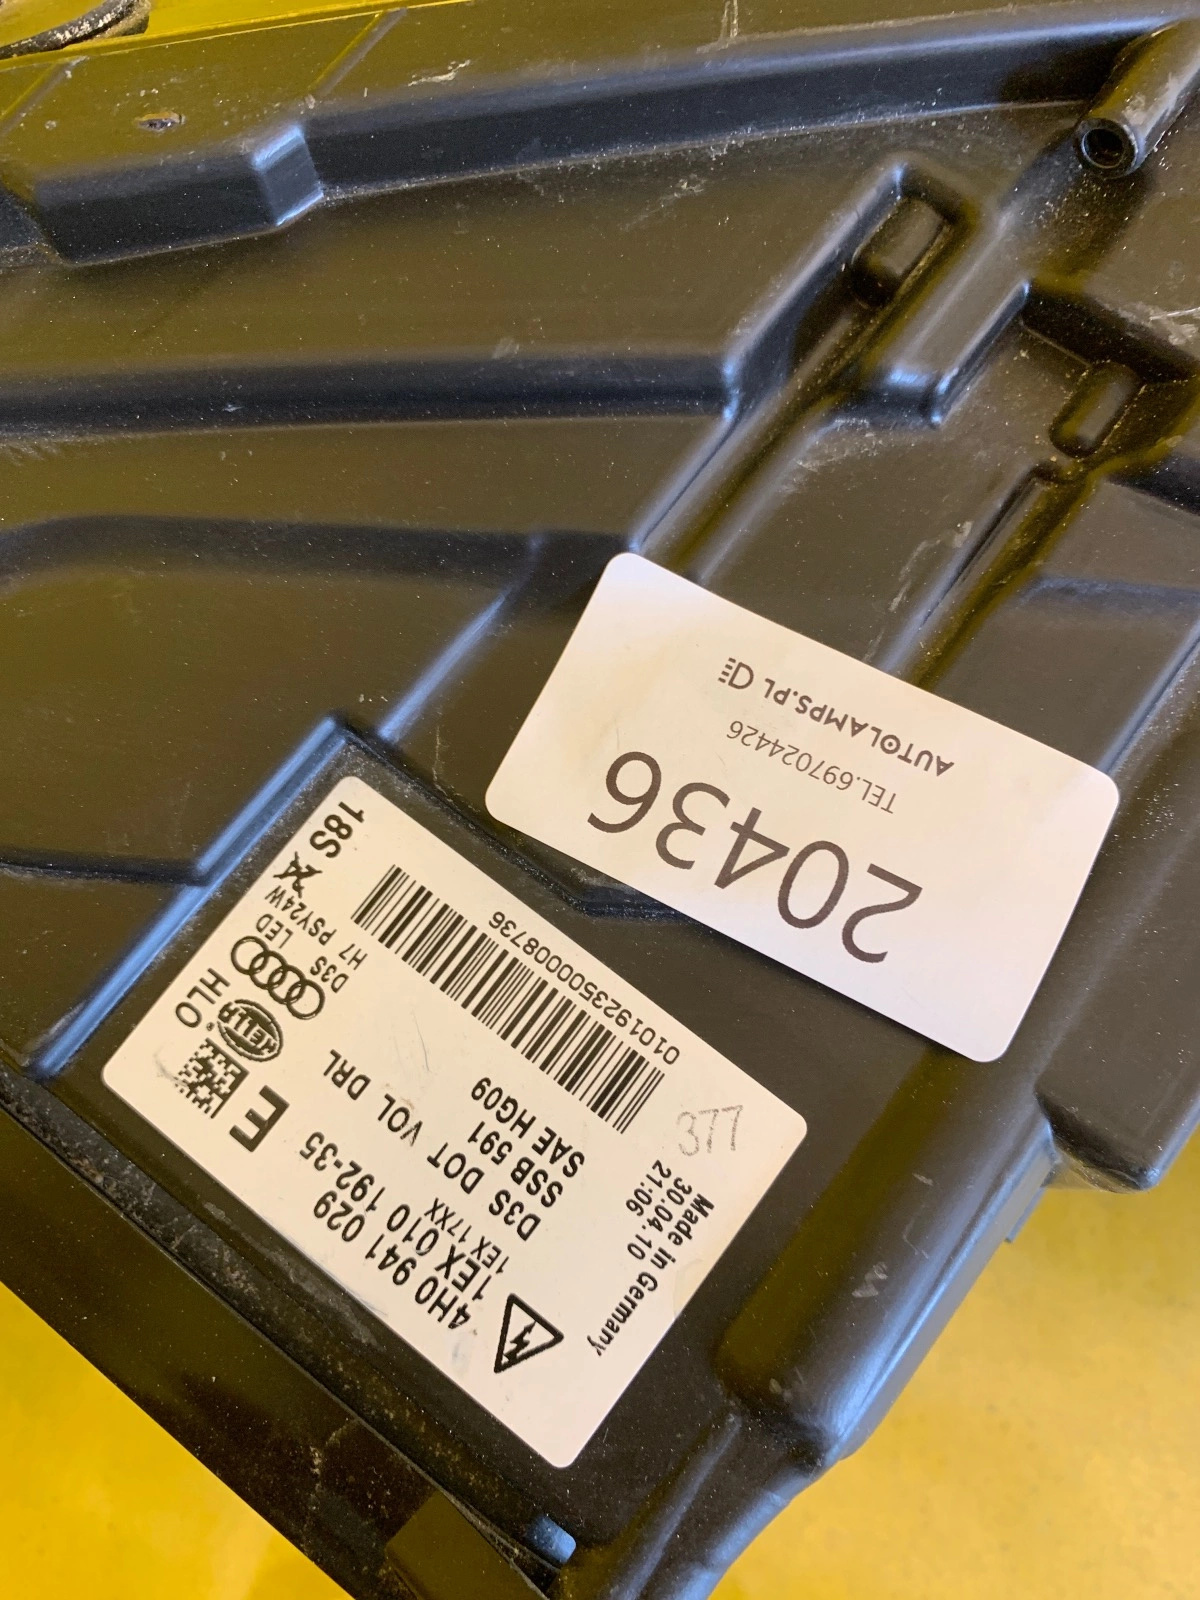 20436
TEL.697024426
AUTOLAMPS.PL
4H0 941 029 E
1EX 010 192-35
1EX 17XX
HELLA
®
HLO
D3S DOT VOL DRL
SSB 591
SAE HG09
D3S LED
H7 PSY24W
18S
0101923500008736
Made in Germany
30.04.10
21:06
377